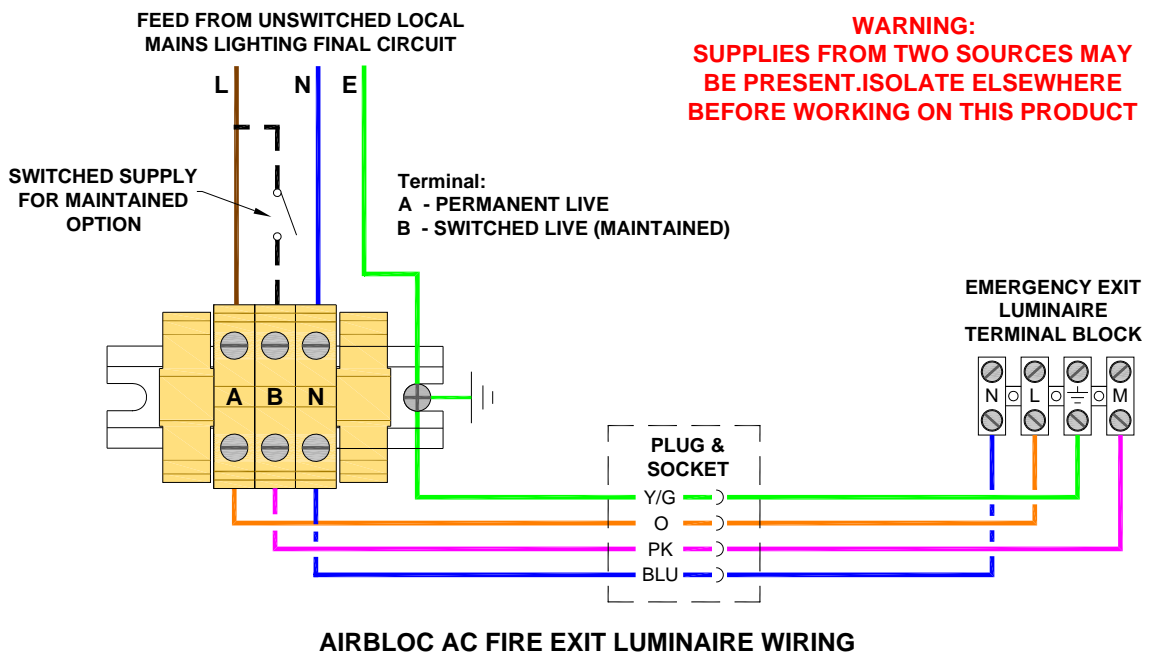 FEED FROM UNSWITCHED LOCAL
MAINS LIGHTING FINAL CIRCUIT
WARNING:
SUPPLIES FROM TWO SOURCES MAY
BE PRESENT.ISOLATE ELSEWHERE
BEFORE WORKING ON THIS PRODUCT
L N E
SWITCHED SUPPLY
FOR MAINTAINED
OPTION
Terminal:
A - PERMANENT LIVE
B - SWITCHED LIVE (MAINTAINED)
EMERGENCY EXIT
LUMINAIRE
TERMINAL BLOCK
A B N
N L M
PLUG &
SOCKET
Y/G
O
PK
BLU
AIRBLOC AC FIRE EXIT LUMINAIRE WIRING